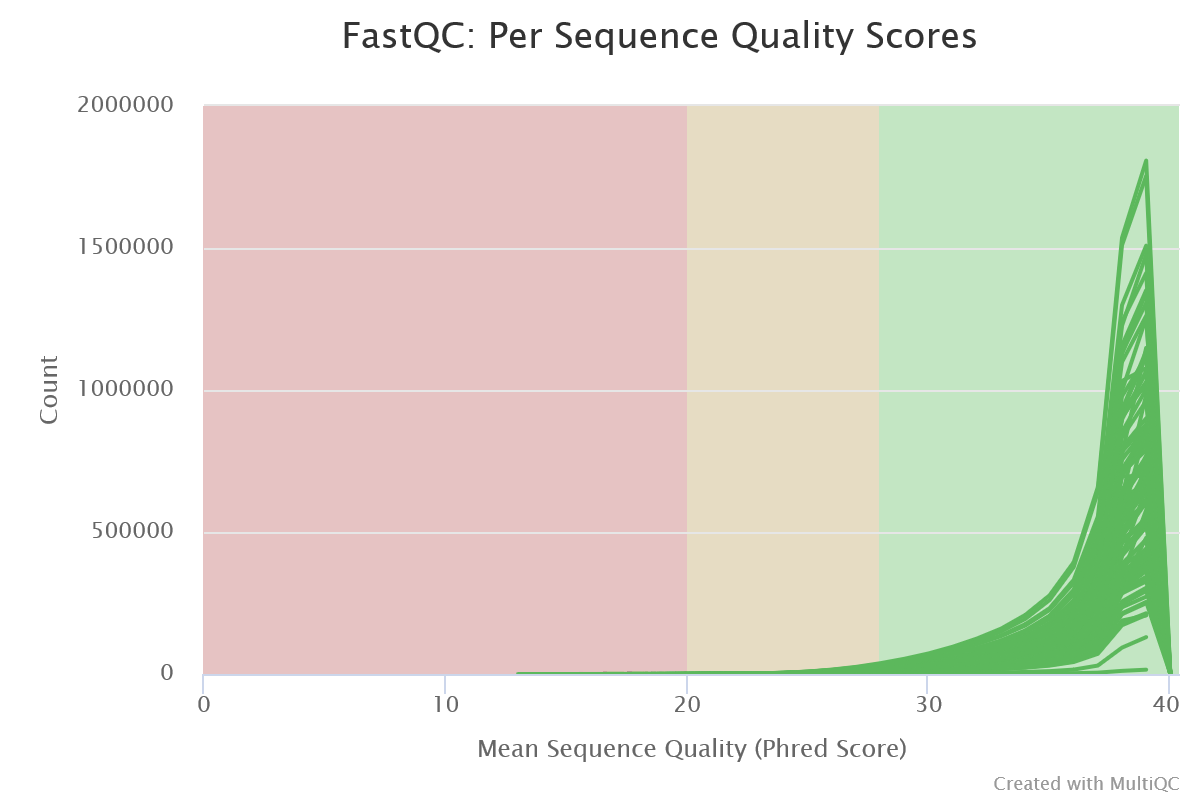 FastQC: Per Sequence Quality Scores
2000000
1500000
1000000
500000
0
Count
0 10 20 30 40
Mean Sequence Quality (Phred Score)
Created with MultiQC